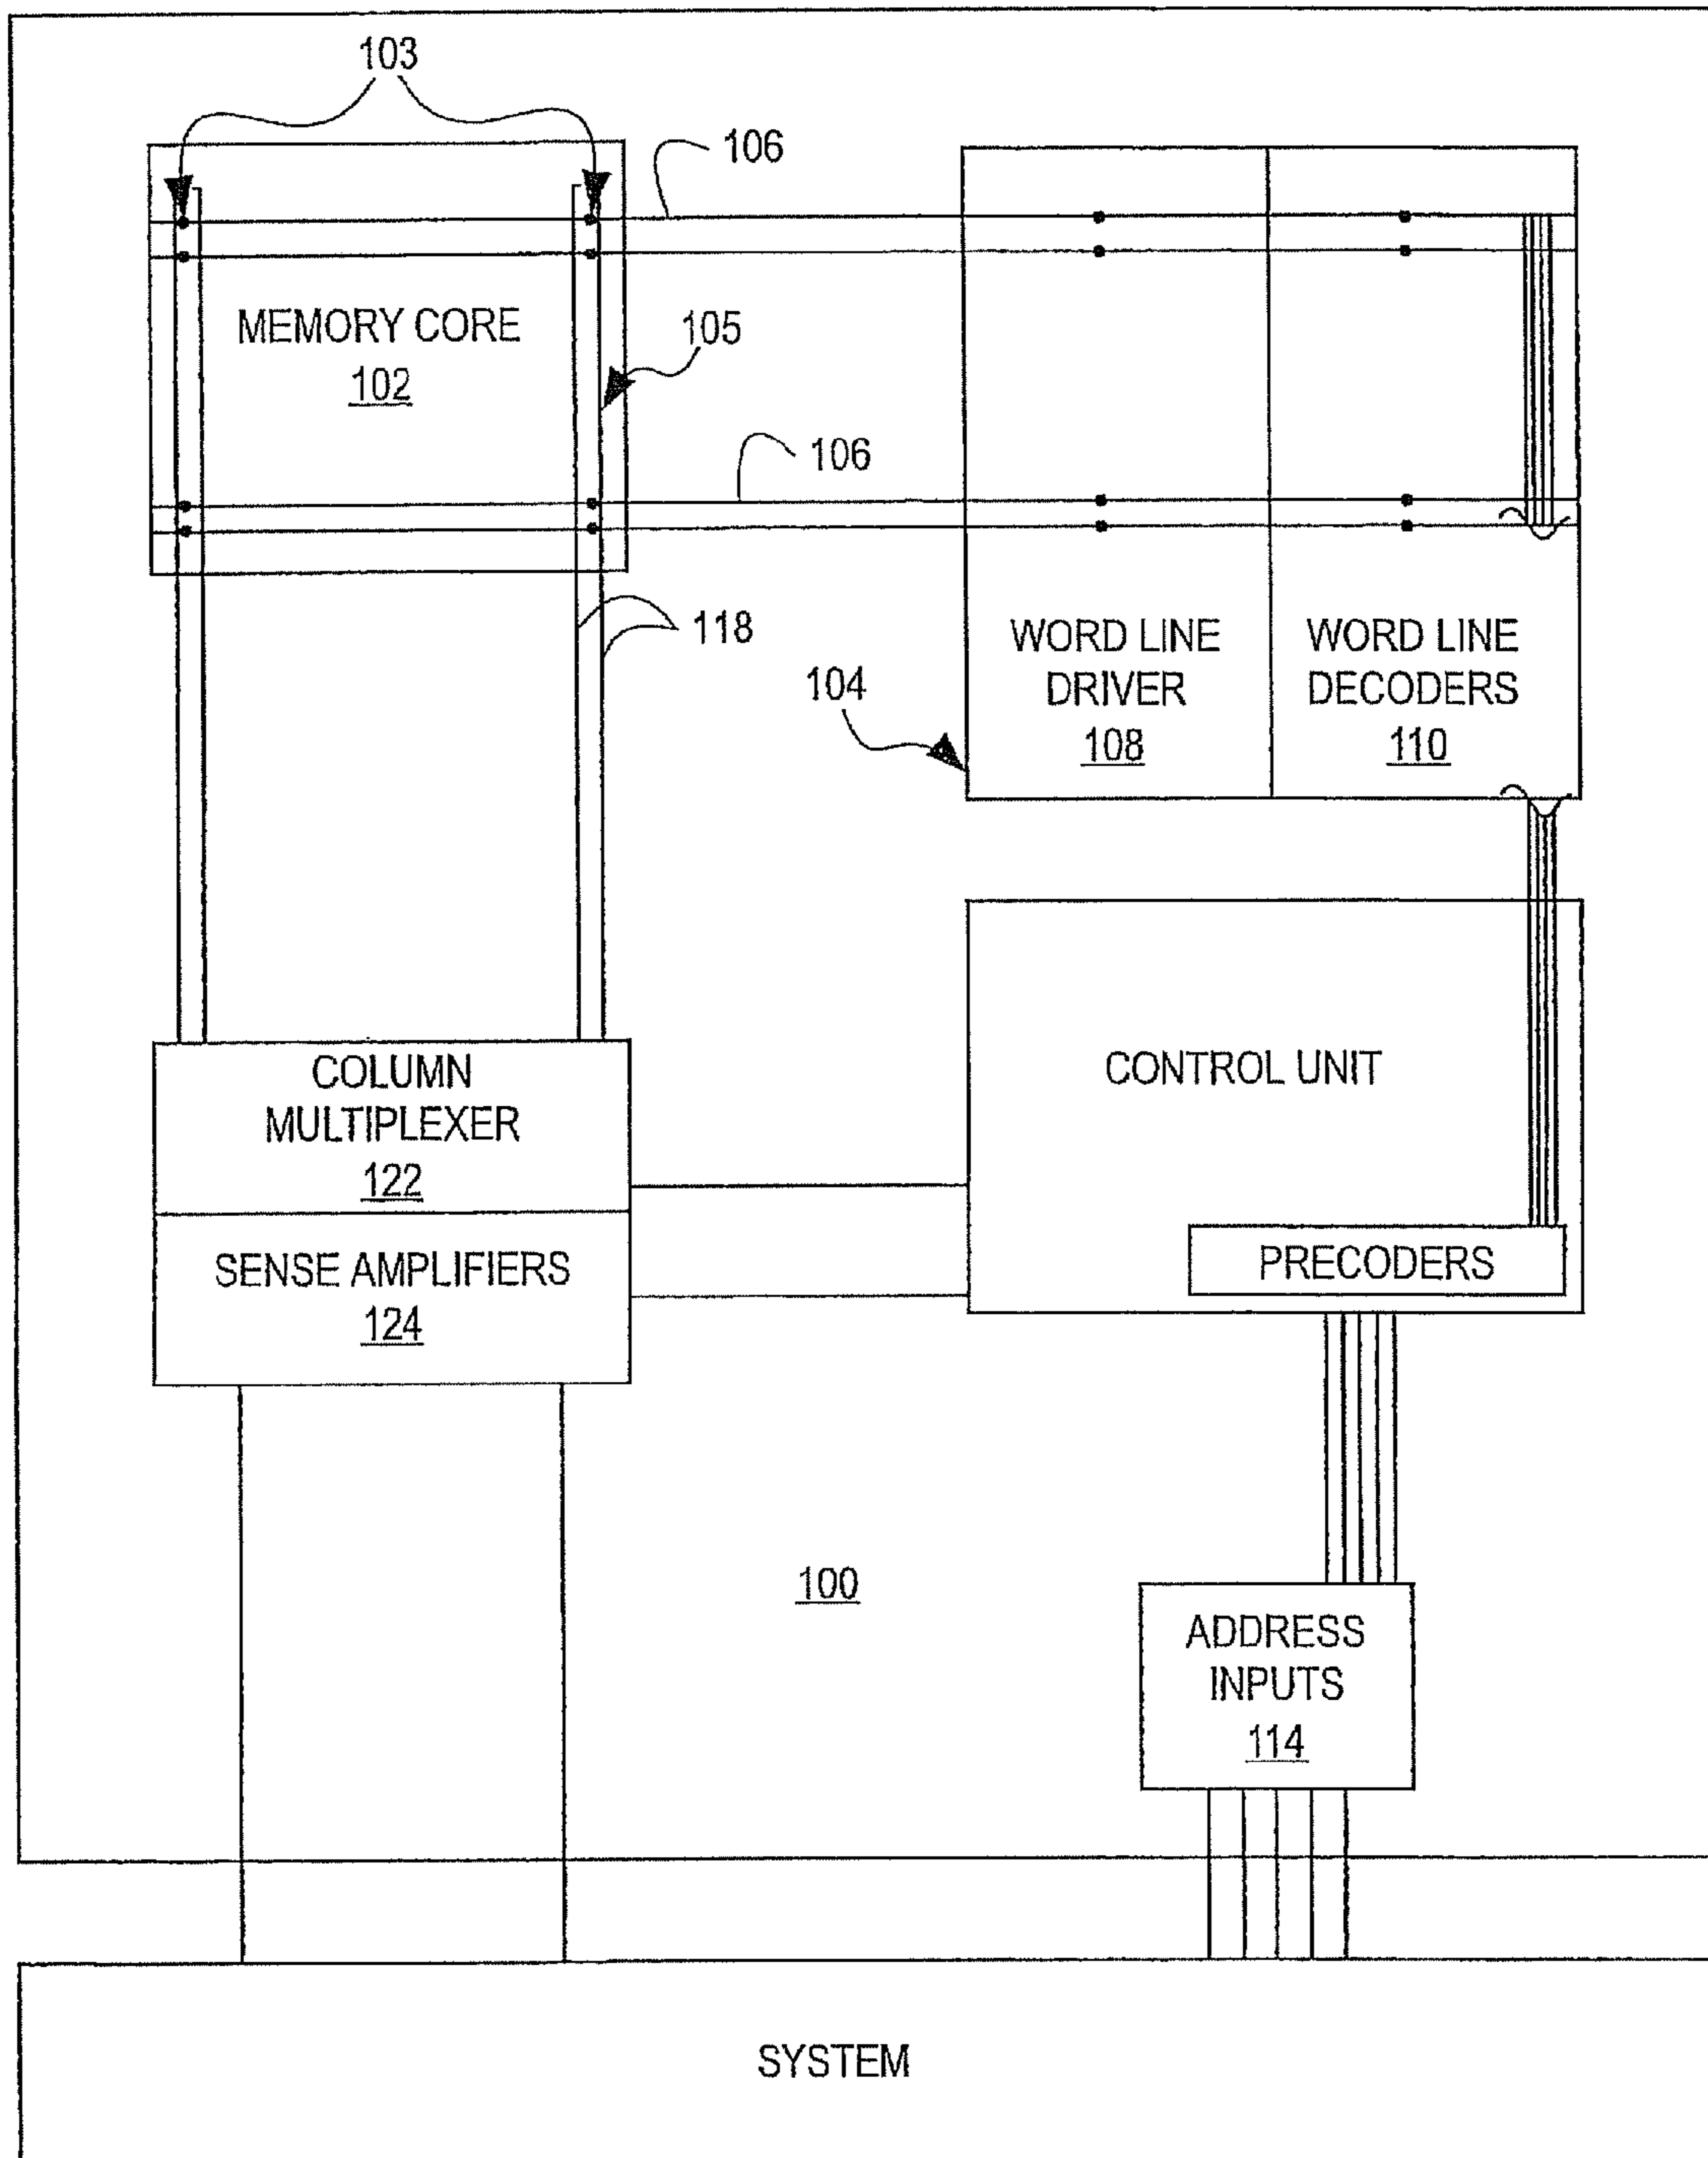 103
106
MEMORY CORE
102
105
106
118
WORD LINE
DRIVER
108
WORD LINE
DECODERS
110
104
COLUMN
MULTIPLEXER
122
SENSE AMPLIFIERS
124
CONTROL UNIT
PRECODERS
100
ADDRESS
INPUTS
114
SYSTEM